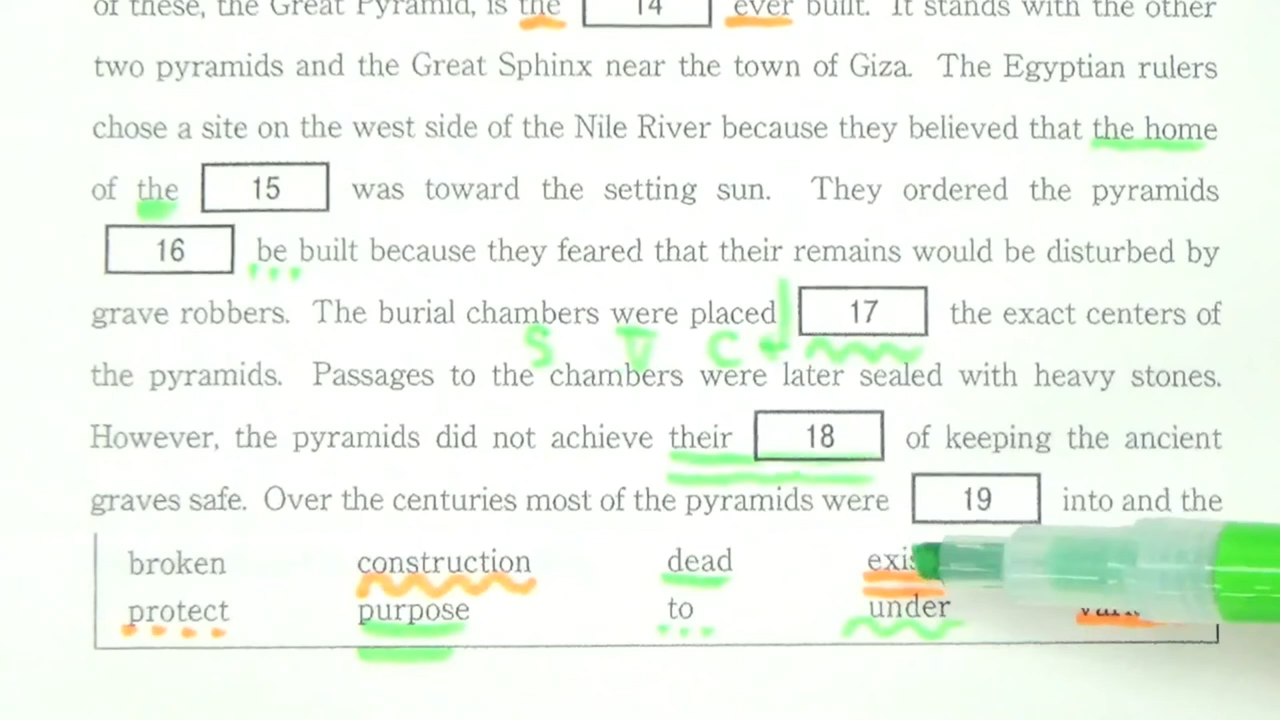 of these, the Great Pyramid, is the 14 ever built. It stands with the other
two pyramids and the Great Sphinx near the town of Giza. The Egyptian rulers
chose a site on the west side of the Nile River because they believed that the home
of the 15 was toward the setting sun. They ordered the pyramids
16 be built because they feared that their remains would be disturbed by
grave robbers. The burial chambers were placed 17 the exact centers of
S V C
the pyramids. Passages to the chambers were later sealed with heavy stones.
However, the pyramids did not achieve their 18 of keeping the ancient
graves safe. Over the centuries most of the pyramids were 19 into and the
broken construction dead
protect purpose to under